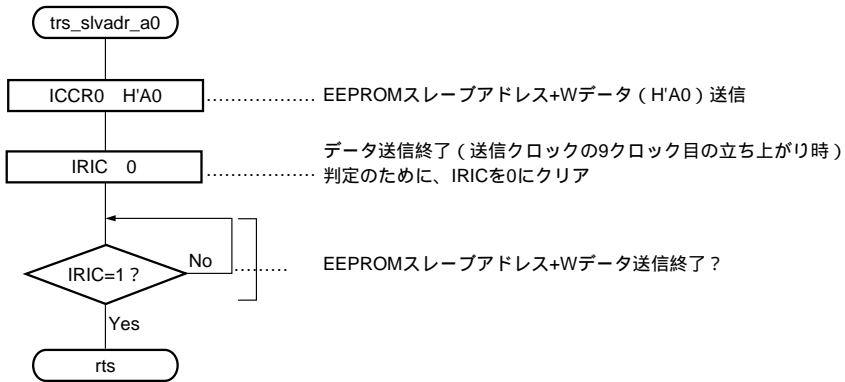 trs_slvadr_a0
ICCR0 H'A0
EEPROMスレーブアドレス+Wデータ(H'A0)送信
IRIC 0
データ送信終了(送信クロックの9クロック目の立ち上がり時)
判定のために、IRICを0にクリア
IRIC=1?
No
EEPROMスレーブアドレス+Wデータ送信終了?
Yes
rts